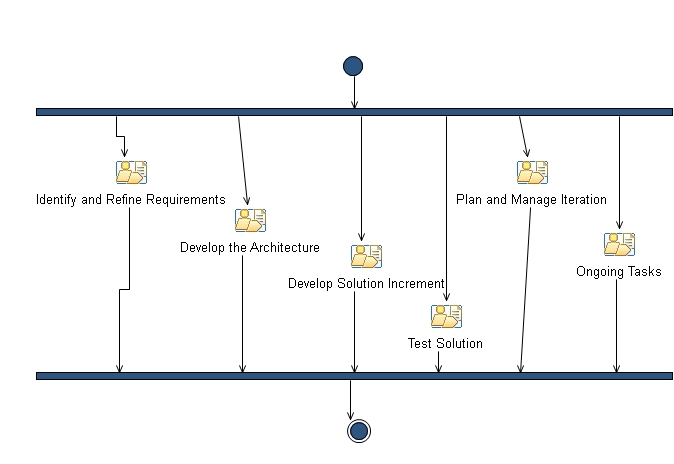 Identify and Refine Requirements
Plan and Manage Iteration
Develop the Architecture
Ongoing Tasks
Develop Solution Increment
Test Solution